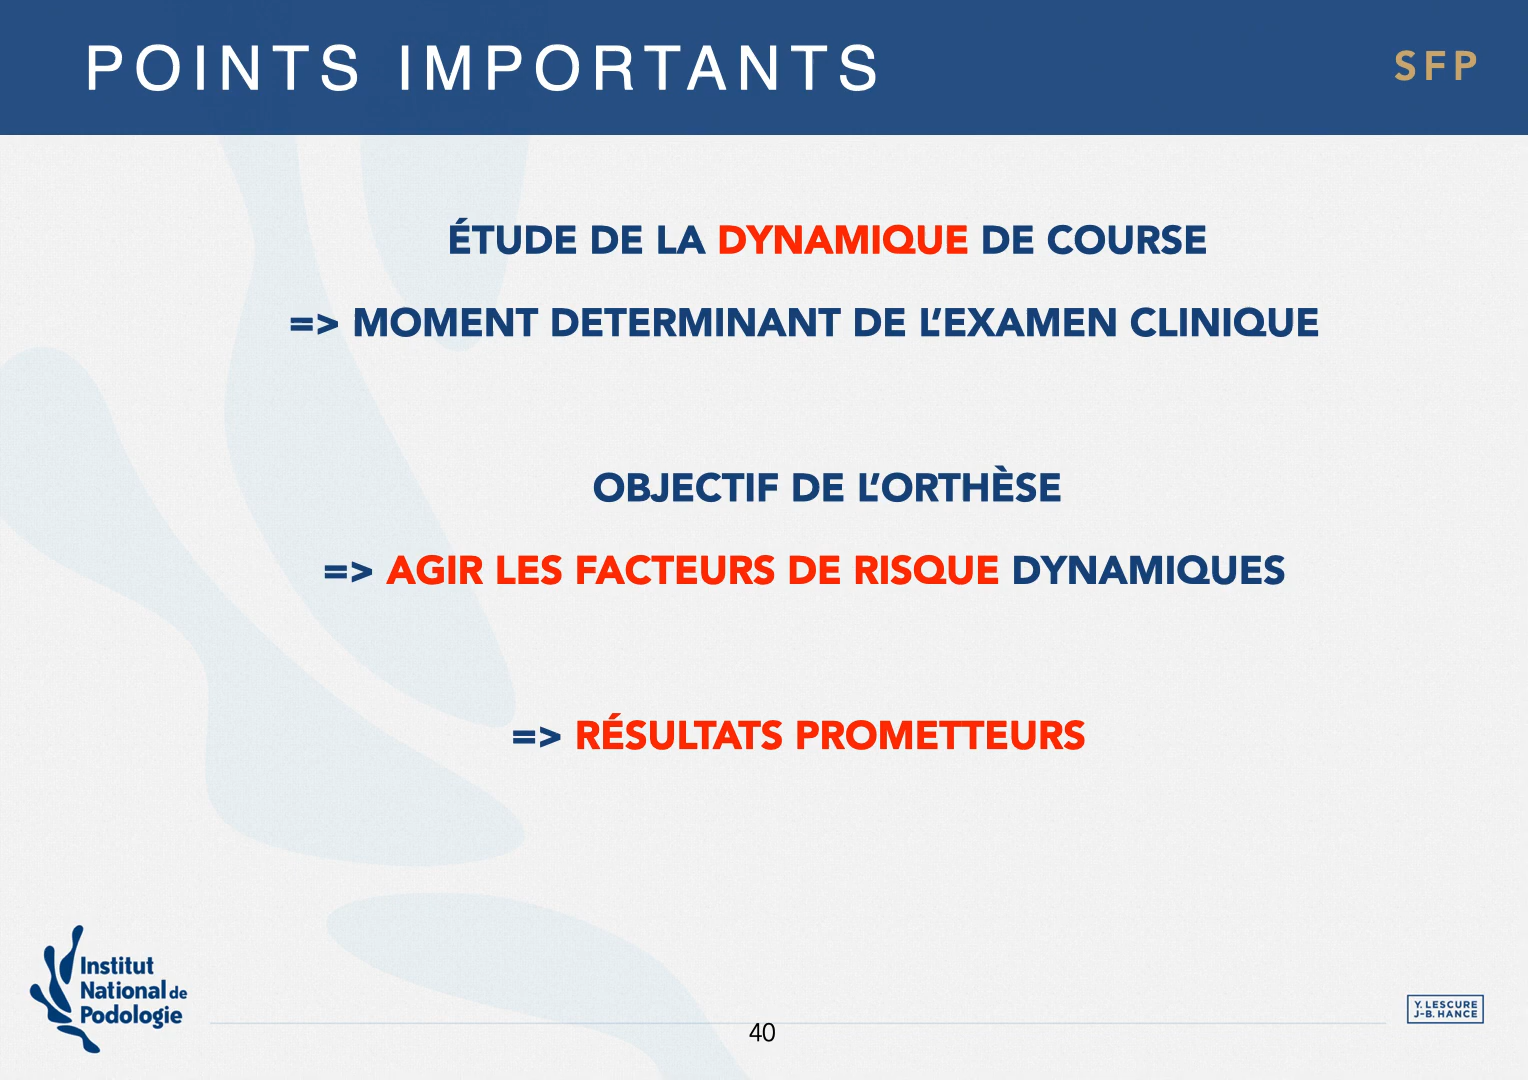 POINTS IMPORTANTS
SFP
ÉTUDE DE LA DYNAMIQUE DE COURSE
=> MOMENT DETERMINANT DE L’EXAMEN CLINIQUE
OBJECTIF DE L’ORTHÈSE
=> AGIR LES FACTEURS DE RISQUE DYNAMIQUES
=> RÉSULTATS PROMETTEURS
Institut
National de
Podologie
40
Y. LESCURE
J-B. HANCE